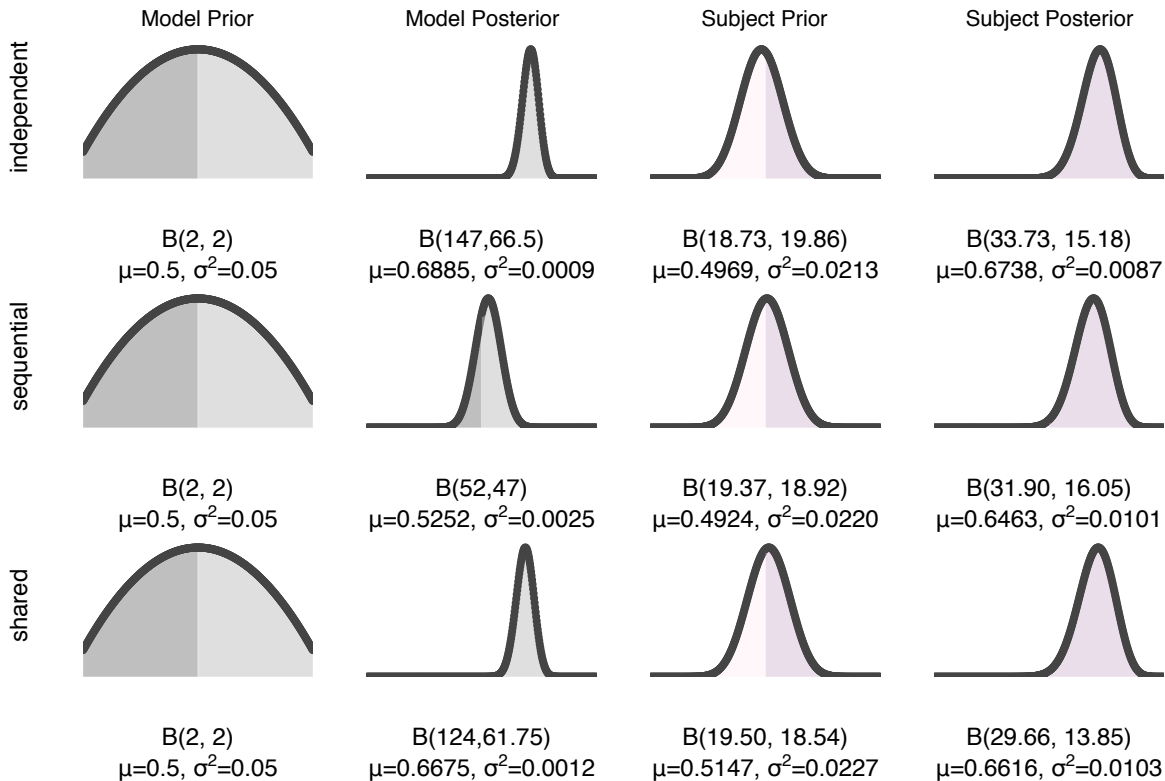 Model Prior Model Posterior Subject Prior Subject Posterior
independent
B(2, 2) B(147,66.5) B(18.73, 19.86) B(33.73, 15.18)
μ=0.5, σ²=0.05 μ=0.6885, σ²=0.0009 μ=0.4969, σ²=0.0213 μ=0.6738, σ²=0.0087
sequential
B(2, 2) B(52,47) B(19.37, 18.92) B(31.90, 16.05)
μ=0.5, σ²=0.05 μ=0.5252, σ²=0.0025 μ=0.4924, σ²=0.0220 μ=0.6463, σ²=0.0101
shared
B(2, 2) B(124,61.75) B(19.50, 18.54) B(29.66, 13.85)
μ=0.5, σ²=0.05 μ=0.6675, σ²=0.0012 μ=0.5147, σ²=0.0227 μ=0.6616, σ²=0.0103